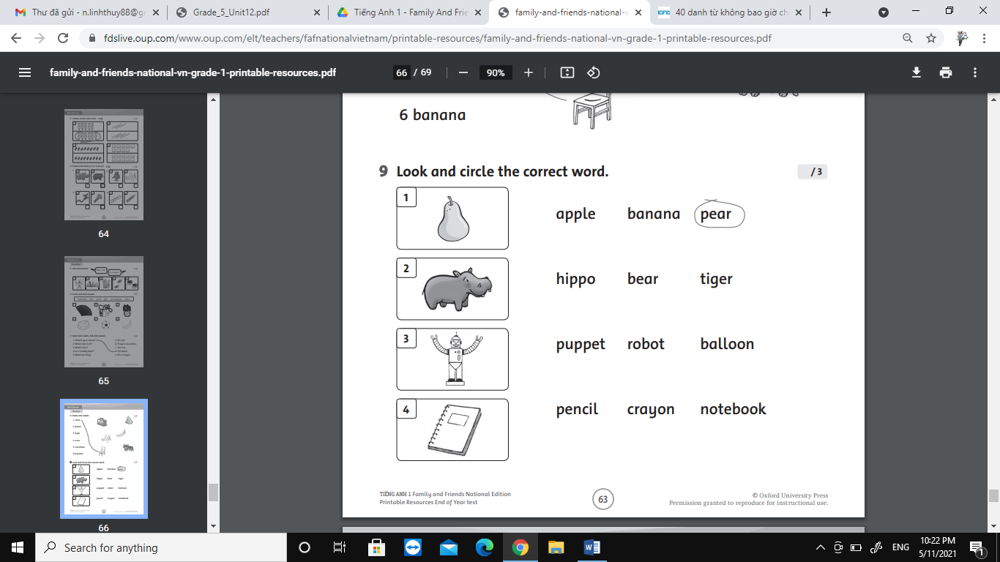 Thư đã gửi - n.linhthuy88@g
Grade_5_Unit12.pdf
Tiếng Anh 1 - Family And Frie
family-and-friends-national-v
EFC
40 danh từ không bao giờ ch
fdslive.oup.com/www.oup.com/elt/teachers/fafnationalvietnam/printable-resources/family-and-friends-national-vn-grade-1-printable-resources.pdf
family-and-friends-national-vn-grade-1-printable-resources.pdf
66 / 69
90%
64
65
66
6 banana
9 Look and circle the correct word.
/ 3
1
apple banana pear
2
hippo bear tiger
3
puppet robot balloon
4
pencil crayon notebook
TIẾNG ANH 1 Family and Friends National Edition
Printable Resources End of Year test
63
© Oxford University Press
Permission granted to reproduce for instructional use.
Search for anything
ENG
10:22 PM
5/11/2021
1